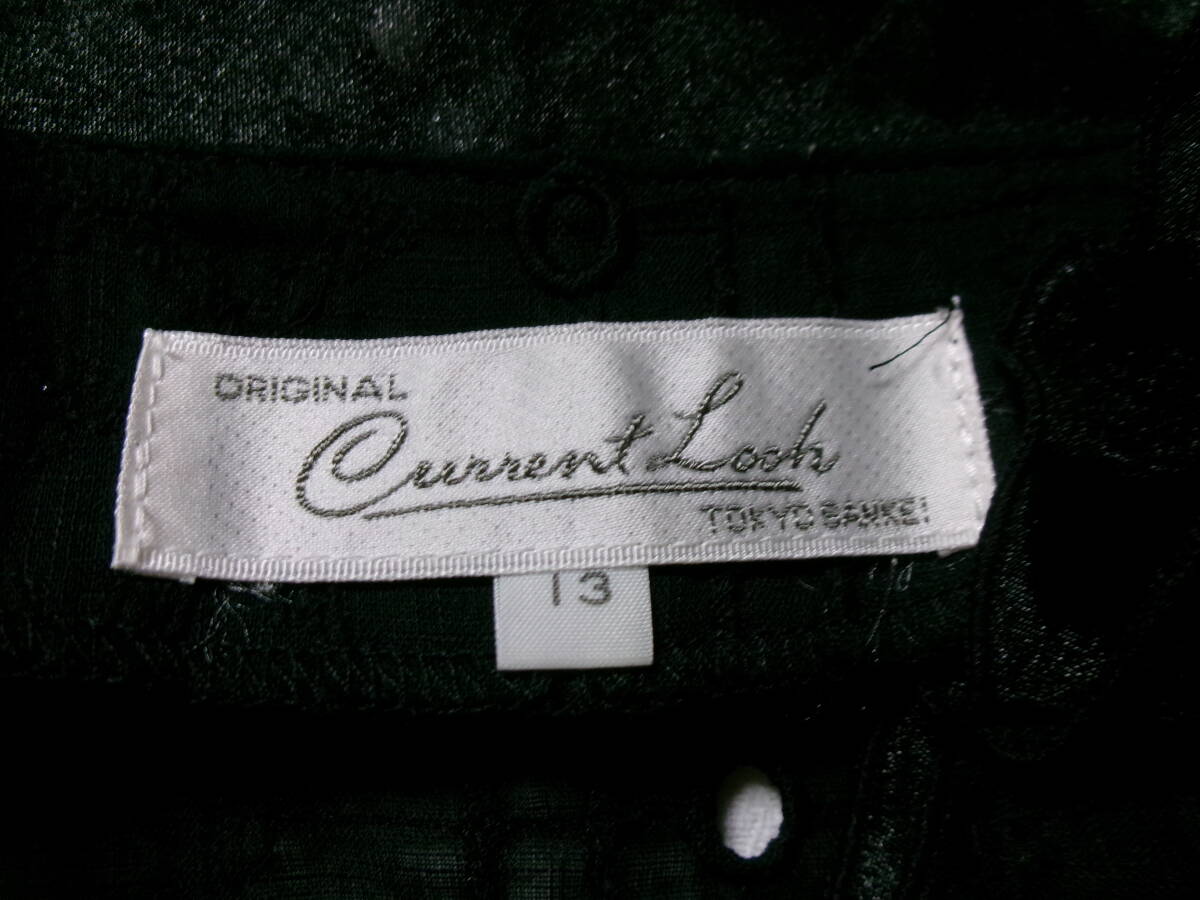 ORIGINAL
Current Look
TOKYO SANKEI
13